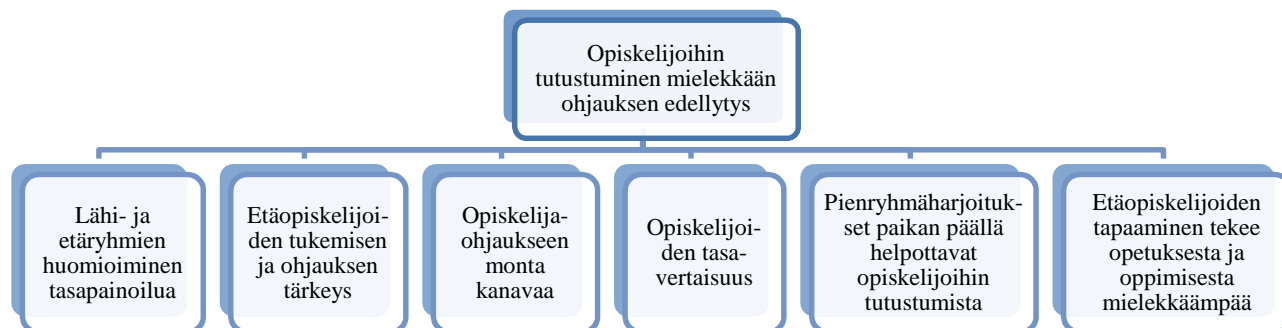 Opiskelijoihin
tutustuminen mielekkään
ohjauksen edellytys
Lähi- ja
etäryhmien
huomioiminen
tasapainoilua
Etäopiskelijoi-
den tukemisen
ja ohjauksen
tärkeys
Opiskelija-
ohjaukseen
monta
kanavaa
Opiskelijoi-
den tasa-
vertaisuus
Pienryhmäharjoituk-
set paikan päällä
helpottavat
opiskelijoihin
tutustumista
Etäopiskelijoiden
tapaaminen tekee
opetuksesta ja
oppimisesta
mielekkäämpää